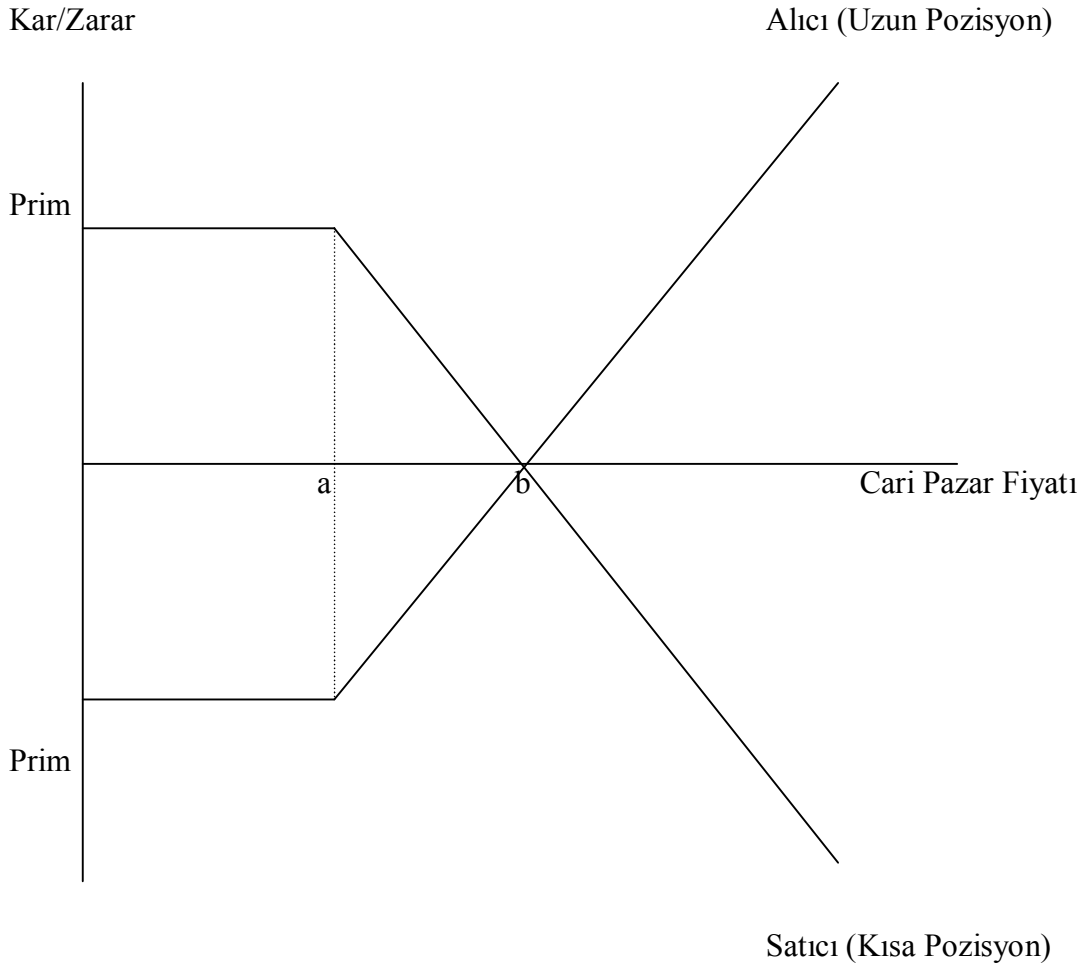 Kar/Zarar
Alıcı (Uzun Pozisyon)
Prim
a
b
Cari Pazar Fiyatı
Prim
Satıcı (Kısa Pozisyon)